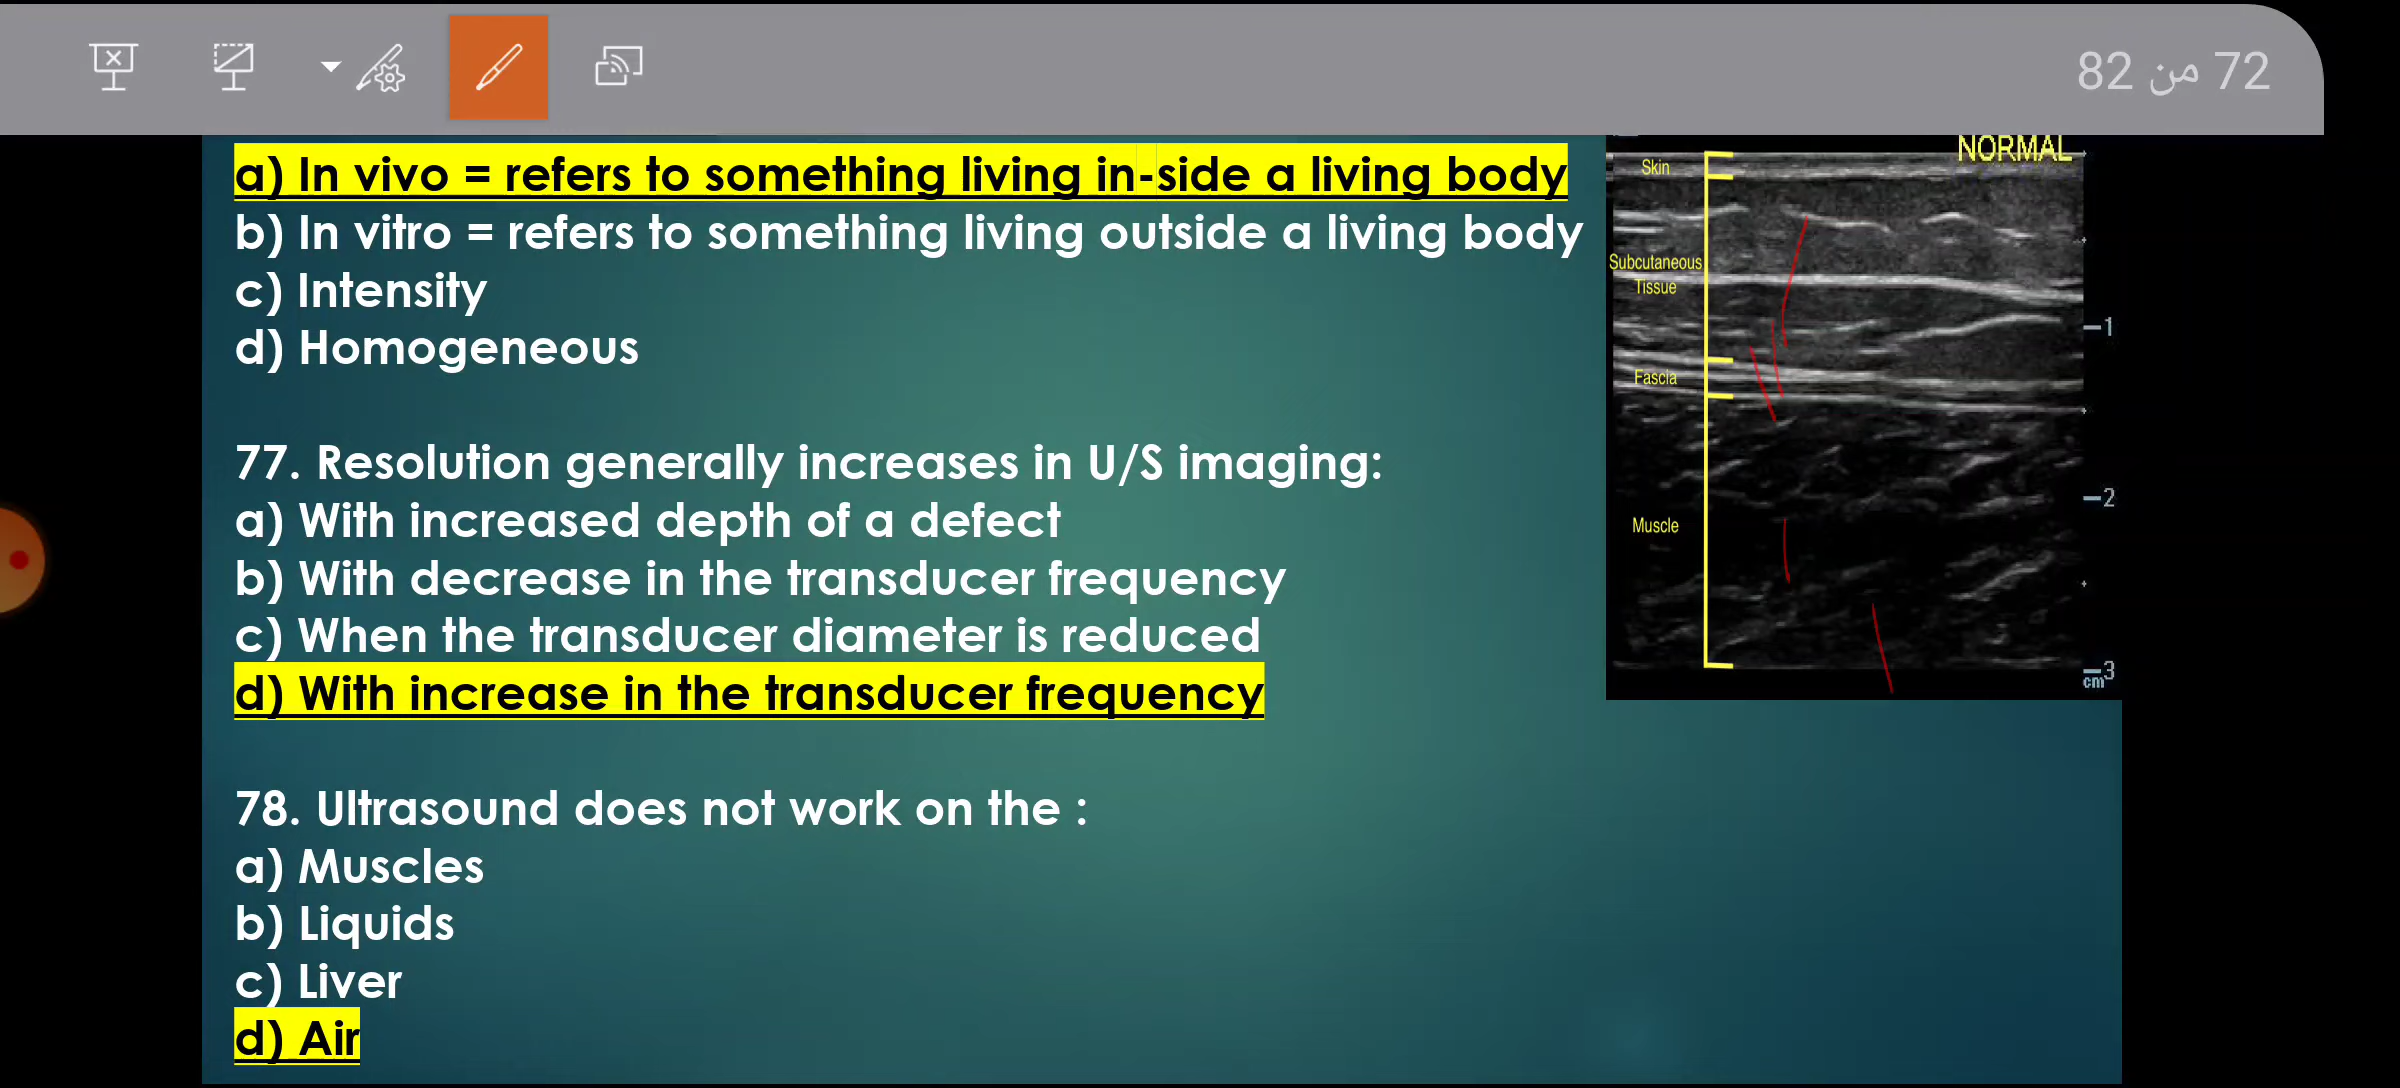 72 من 82
a) In vivo = refers to something living in-side a living body
b) In vitro = refers to something living outside a living body
c) Intensity
d) Homogeneous
77. Resolution generally increases in U/S imaging:
a) With increased depth of a defect
b) With decrease in the transducer frequency
c) When the transducer diameter is reduced
d) With increase in the transducer frequency
78. Ultrasound does not work on the :
a) Muscles
b) Liquids
c) Liver
d) Air
NORMAL
Skin
Subcutaneous
Tissue
1
Fascia
2
Muscle
3
cm